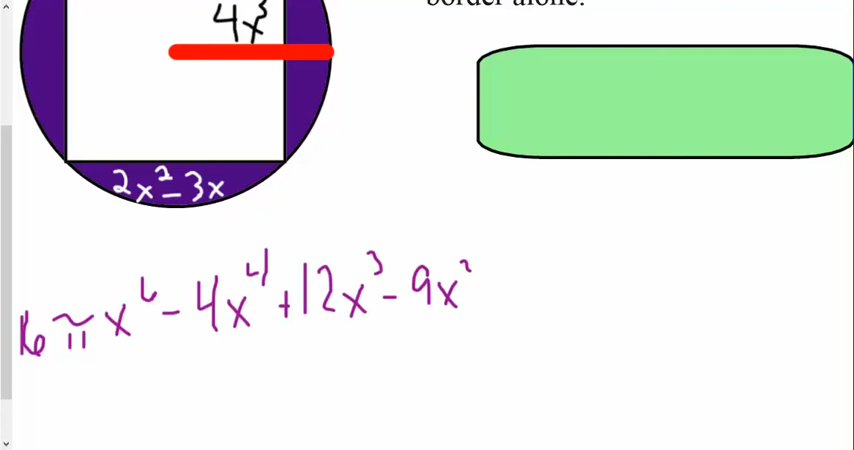 border alone.
4x³
2x² - 3x
16πx⁶ - 4x⁴ + 12x³ - 9x²